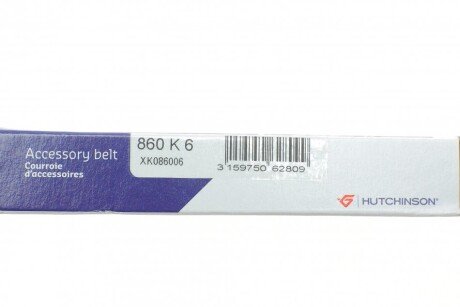 Accessory belt
Courroie
d'accessoires
860 K 6
XK086006
3 159750 62809
HUTCHINSON®